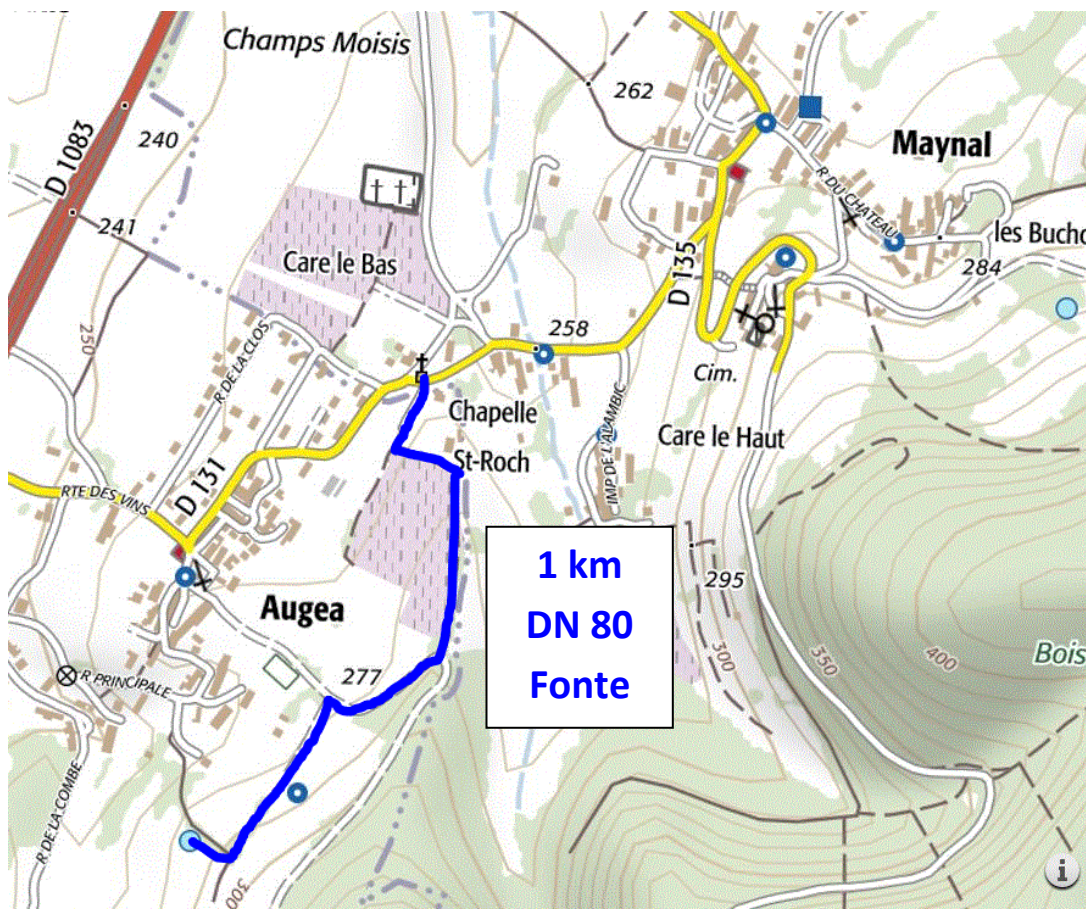 Champs Moisis
262
Maynal
D 1083
240
241
R DU CHATEAU
les Bucho
284
Care le Bas
D 135
258
250
R DE LA CLOS
Cim.
Chapelle
St-Roch
Care le Haut
IMP DE L'ALAMBIC
D 131
RTE DES VINS
1 km
DN 80
Fonte
295
Augea
277
R PRINCIPALE
300
350
400
Bois
R DE LA COMBE
300
i